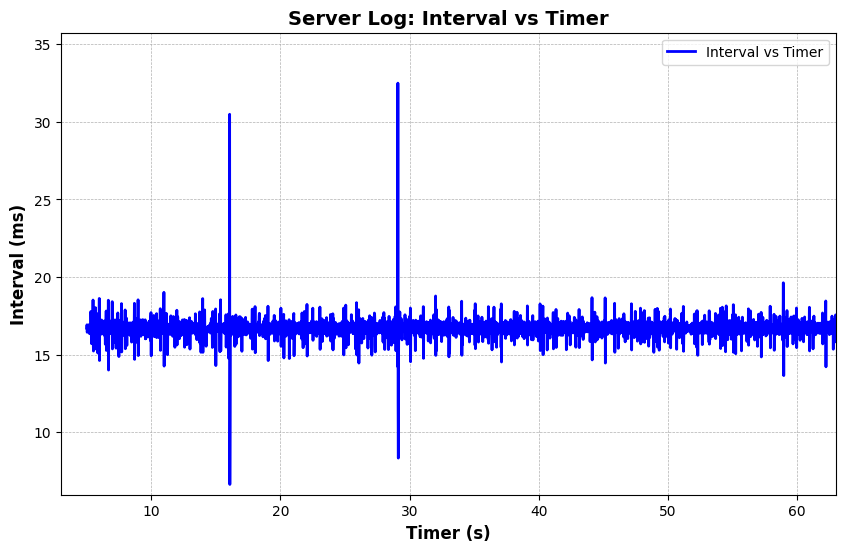 Server Log: Interval vs Timer
Interval vs Timer
35
30
25
20
15
10
Interval (ms)
10 20 30 40 50 60
Timer (s)